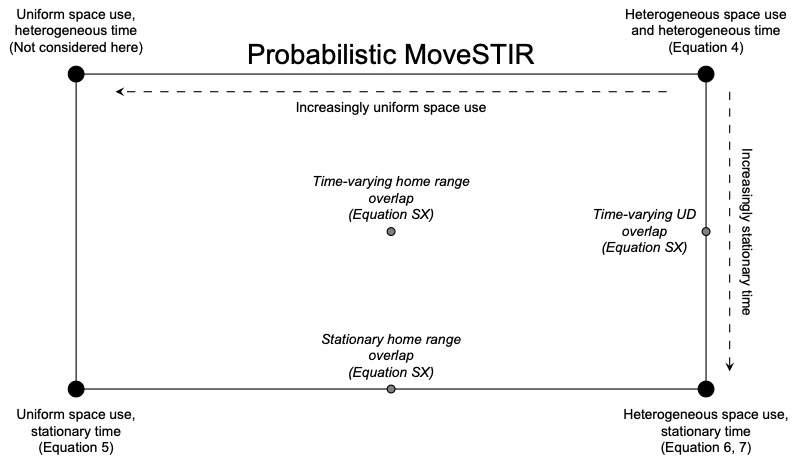 Uniform space use,
heterogeneous time
(Not considered here)
Heterogeneous space use
and heterogeneous time
(Equation 4)
Probabilistic MoveSTIR
Increasingly uniform space use
Increasingly stationary time
Time-varying home range
overlap
(Equation SX)
Time-varying UD
overlap
(Equation SX)
Stationary home range
overlap
(Equation SX)
Uniform space use,
stationary time
(Equation 5)
Heterogeneous space use,
stationary time
(Equation 6, 7)